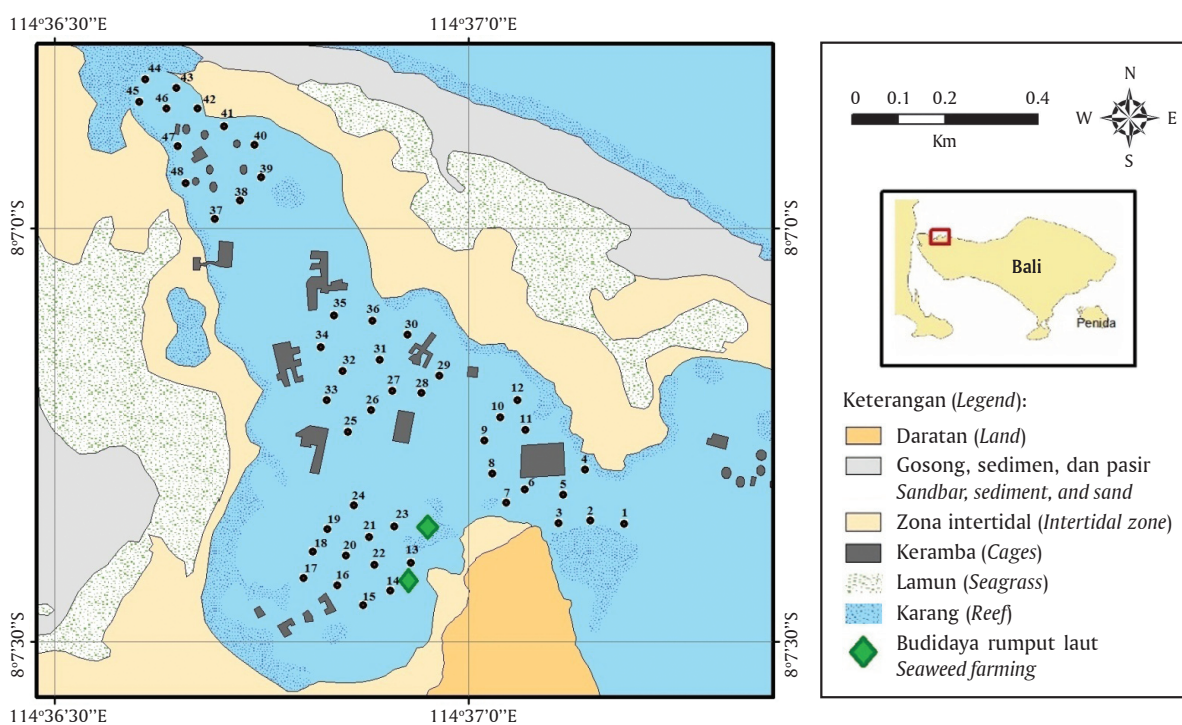 114°36'30''E 114°37'0''E
44
43
45 46 42
41
40
47
48 39
38
37
8°7'0''S 8°7'0''S
35 36
30
34 31
32 29
33 27 28
26 12
25 10
11
9
8 4
6 5
7
24 3 2 1
19 21 23
18 20
22 13
17 16 14
15
8°7'30''S 8°7'30''S
114°36'30''E 114°37'0''E
0 0.1 0.2 0.4
Km
N
W E
S
Bali
Penida
Keterangan (Legend):
Daratan (Land)
Gosong, sedimen, dan pasir
Sandbar, sediment, and sand
Zona intertidal (Intertidal zone)
Keramba (Cages)
Lamun (Seagrass)
Karang (Reef)
Budidaya rumput laut
Seaweed farming